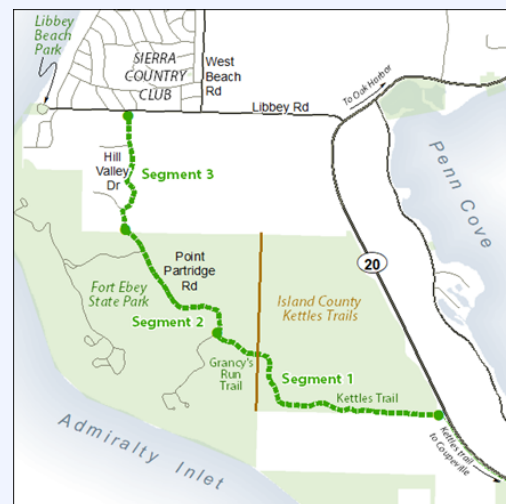 Libbey
Beach
Park
SIERRA
COUNTRY
CLUB
West
Beach
Rd
Libbey Rd
To Oak Harbor
Penn Cove
Hill
Valley
Dr
Segment 3
20
Point
Partridge
Rd
Fort Ebey
State Park
Island County
Kettles Trails
Segment 2
Grancy's
Run
Trail
Segment 1
Kettles Trail
Admiralty Inlet
Kettles trail
to Coupeville